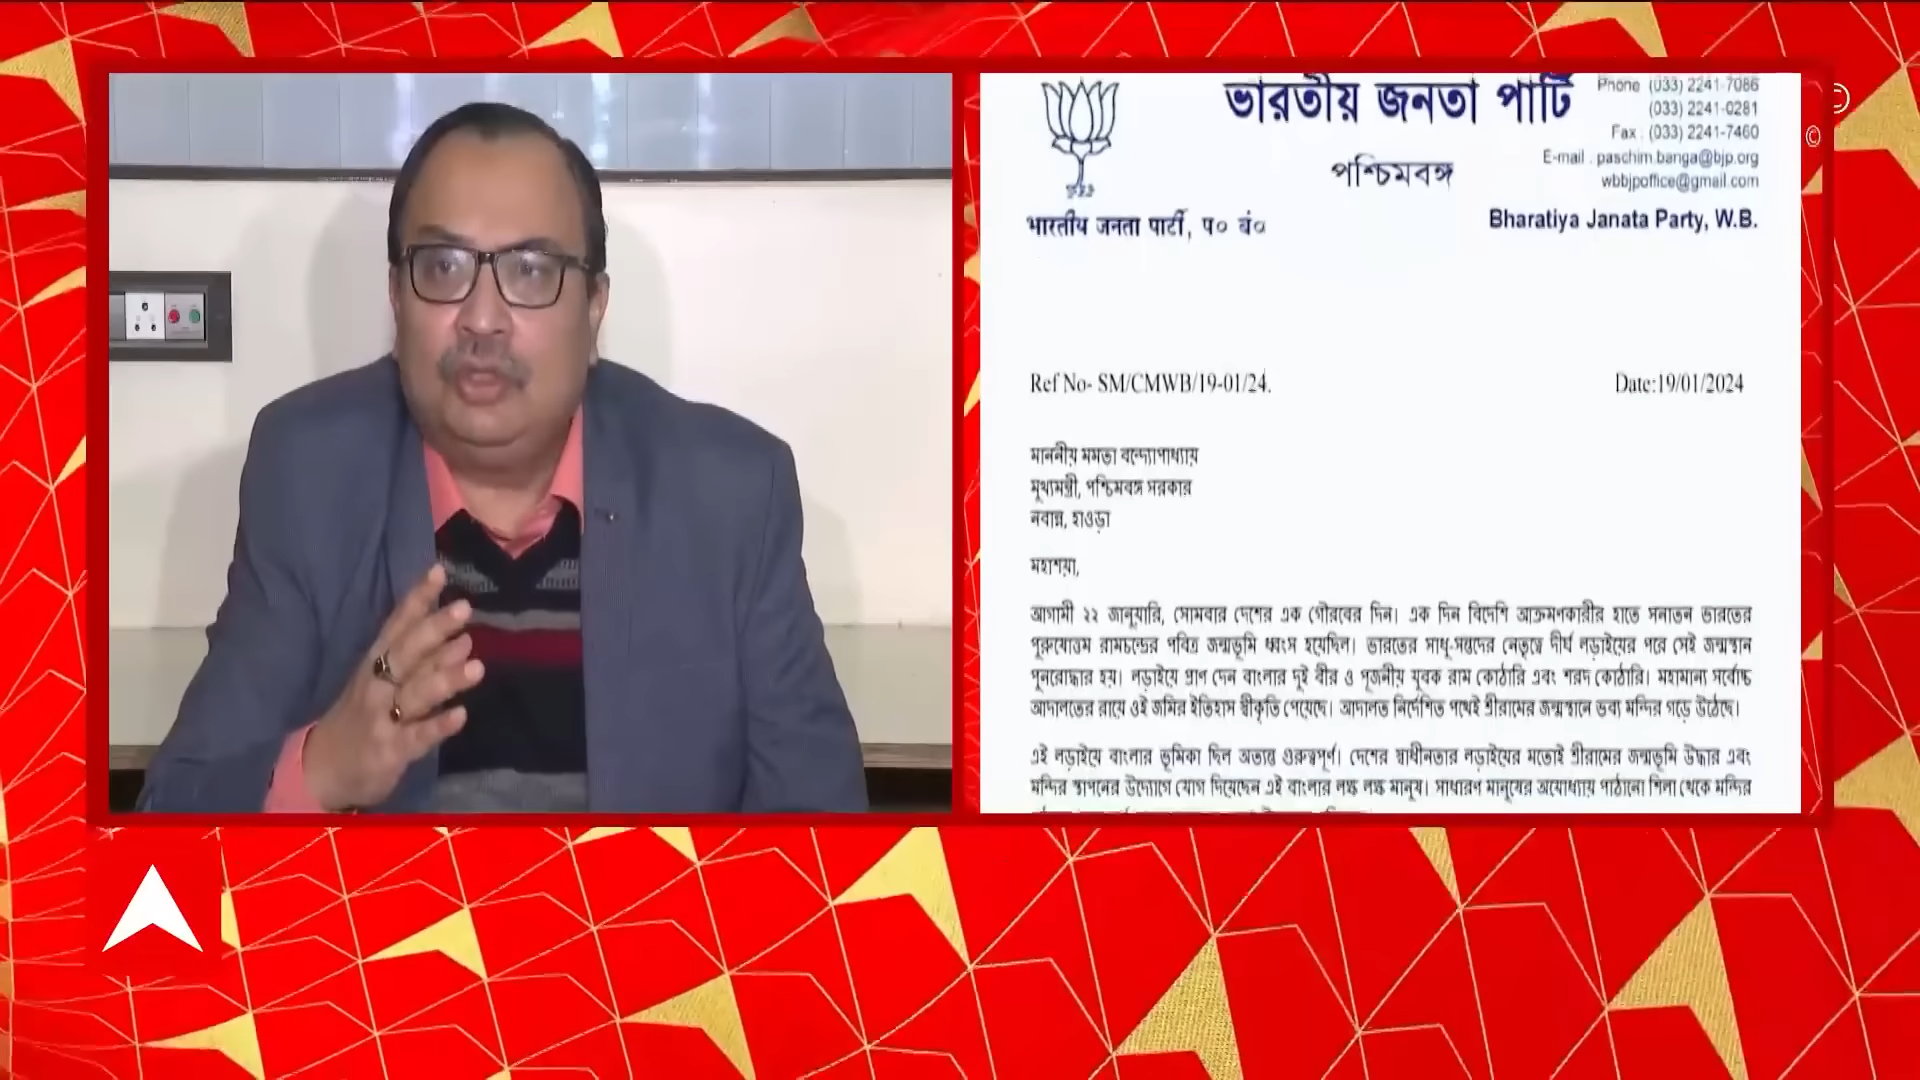 ভারতীয় জনতা পার্টি
Phone (033) 2241-7086
(033) 2241-0281
Fax : (033) 2241-7460
পশ্চিমবঙ্গ
E-mail . paschim.banga@bjp.org
wbbjpoffice@gmail.com
भारतीय जनता पार्टी, प० बं०
Bharatiya Janata Party, W.B.
Ref No- SM/CMWB/19-01/24.
Date:19/01/2024
মাননীয় মমতা বন্দ্যোপাধ্যায়
মুখ্যমন্ত্রী, পশ্চিমবঙ্গ সরকার
নবান্ন, হাওড়া
মহাশয়া,
আগামী ২২ জানুয়ারি, সোমবার দেশের এক গৌরবের দিন। এক দিন বিদেশি আক্রমণকারীর হাতে সনাতন ভারতের
পুরুষোত্তম রামচন্দ্রের পবিত্র জন্মভূমি ধ্বংস হয়েছিল। ভারতের সাধু-সন্তদের নেতৃত্বে দীর্ঘ লড়াইয়ের পরে সেই জন্মস্থান
পুনরোদ্ধার হয়। লড়াইয়ে প্রাণ দেন বাংলার দুই বীর ও পূজনীয় যুবক রাম কোঠারি এবং শরদ কোঠারি। মহামান্য সর্বোচ্চ
আদালতের রায়ে ওই জমির ইতিহাস স্বীকৃতি পেয়েছে। আদালত নির্দেশিত পথেই শ্রীরামের জন্মস্থানে ভব্য মন্দির গড়ে উঠেছে।
এই লড়াইয়ে বাংলার ভূমিকা ছিল অত্যন্ত গুরুত্বপূর্ণ। দেশের স্বাধীনতার লড়াইয়ের মতোই শ্রীরামের জন্মভূমি উদ্ধার এবং
মন্দির স্থাপনের উদ্যোগে যোগ দিয়েছেন এই বাংলার লক্ষ লক্ষ মানুষ। সাধারণ মানুষের অযোধ্যায় পাঠানো শিলা থেকে মন্দির